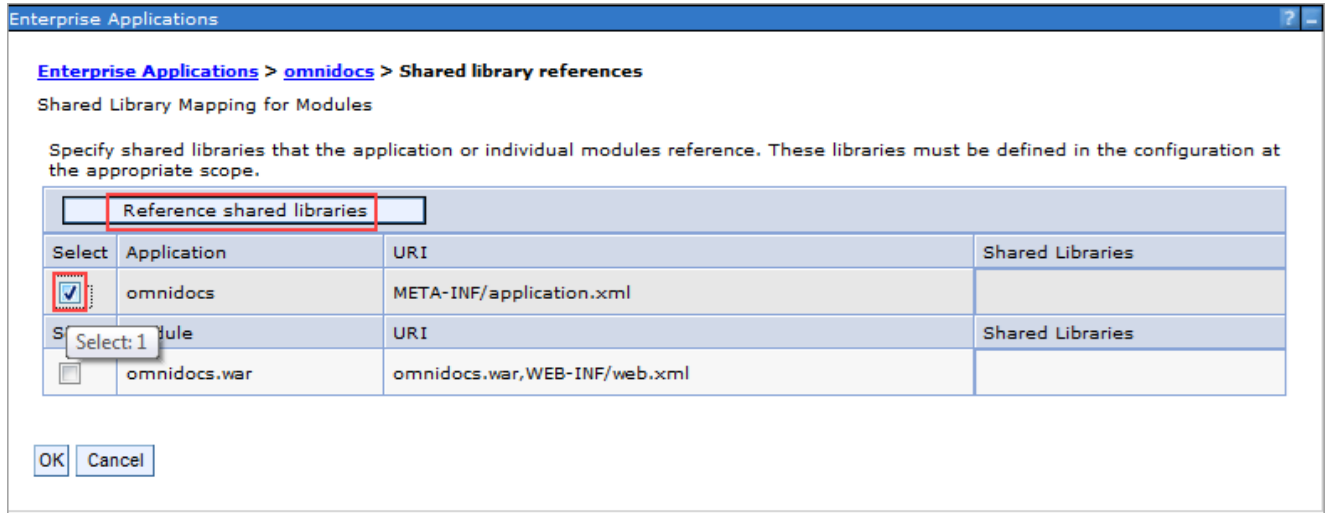 Enterprise Applications ? –
Enterprise Applications > omnidocs > Shared library references
Shared Library Mapping for Modules
Specify shared libraries that the application or individual modules reference. These libraries must be defined in the configuration at
the appropriate scope.
Reference shared libraries
Select Application URI Shared Libraries
omnidocs META-INF/application.xml
URI Shared Libraries
Select: 1
omnidocs.war omnidocs.war,WEB-INF/web.xml
OK Cancel